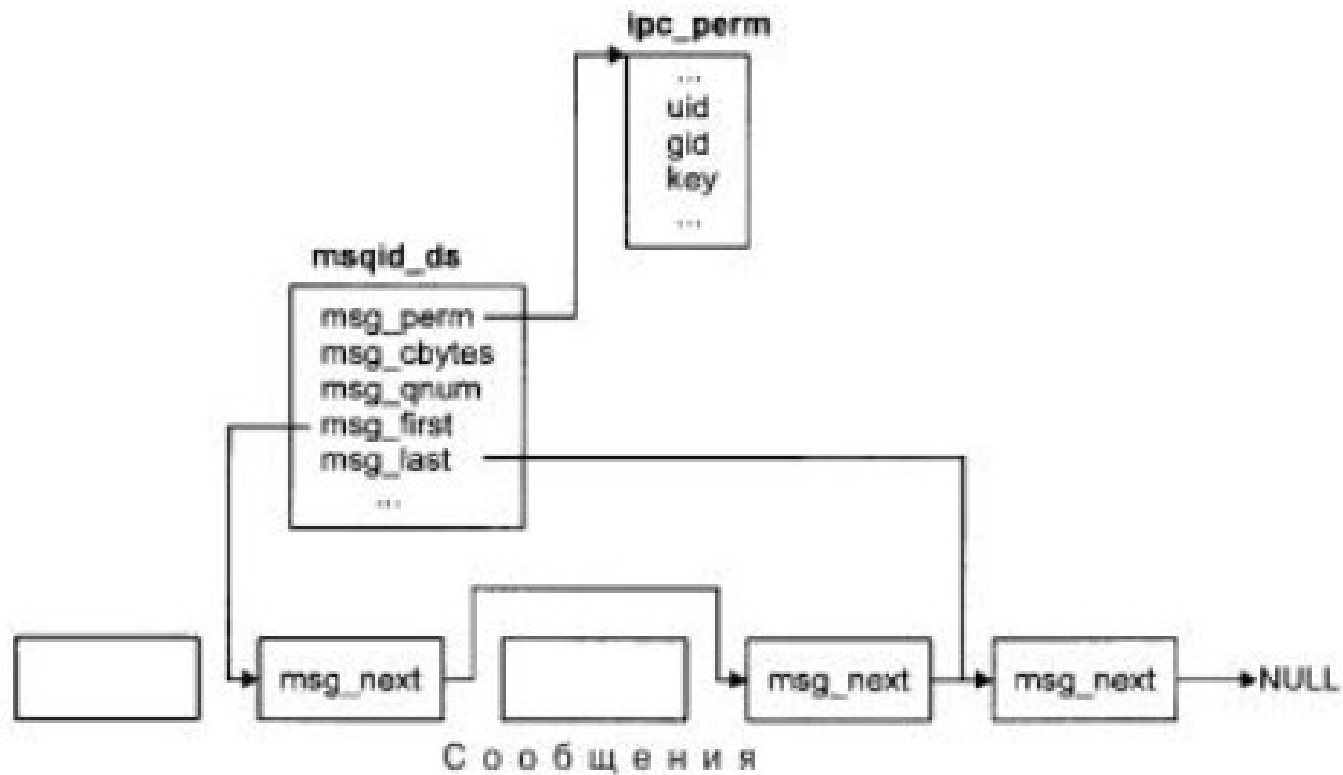 ipc_perm
...
uid
gid
key
...
msqid_ds
msg_perm
msg_cbytes
msg_qnum
msg_first
msg_last
...
msg_next
msg_next
msg_next
NULL
Сообщения